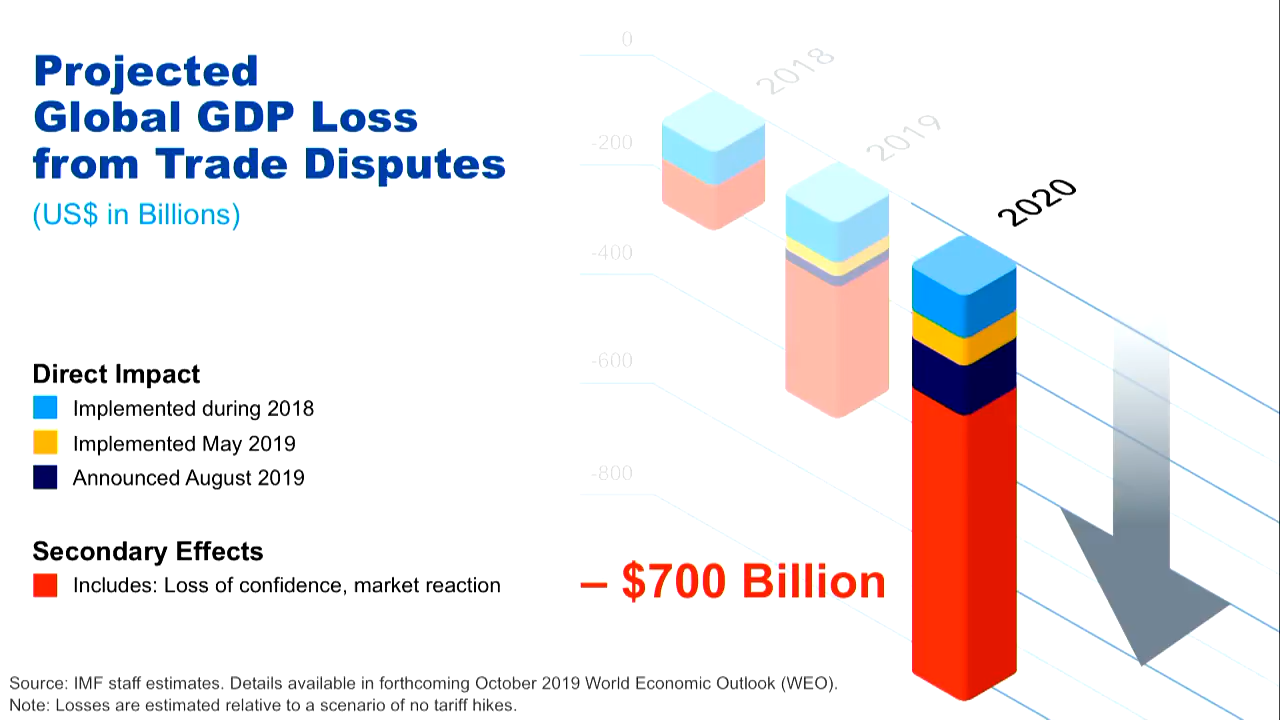 Projected
Global GDP Loss
from Trade Disputes
(US$ in Billions)
0
-200
-400
-600
-800
2018
2019
2020
Direct Impact
Implemented during 2018
Implemented May 2019
Announced August 2019
Secondary Effects
Includes: Loss of confidence, market reaction
– $700 Billion
Source: IMF staff estimates. Details available in forthcoming October 2019 World Economic Outlook (WEO).
Note: Losses are estimated relative to a scenario of no tariff hikes.